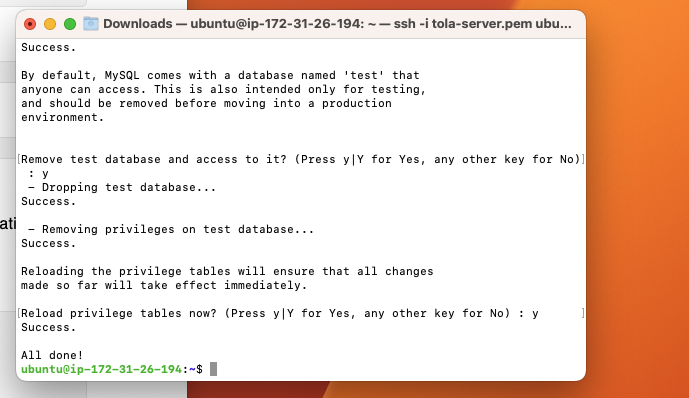 Downloads — ubuntu@ip-172-31-26-194: ~ — ssh -i tola-server.pem ubu...
Success.
By default, MySQL comes with a database named 'test' that
anyone can access. This is also intended only for testing,
and should be removed before moving into a production
environment.
[Remove test database and access to it? (Press y|Y for Yes, any other key for No)]
: y
- Dropping test database...
Success.
- Removing privileges on test database...
Success.
Reloading the privilege tables will ensure that all changes
made so far will take effect immediately.
[Reload privilege tables now? (Press y|Y for Yes, any other key for No) : y ]
Success.
All done!
ubuntu@ip-172-31-26-194:~$
ati